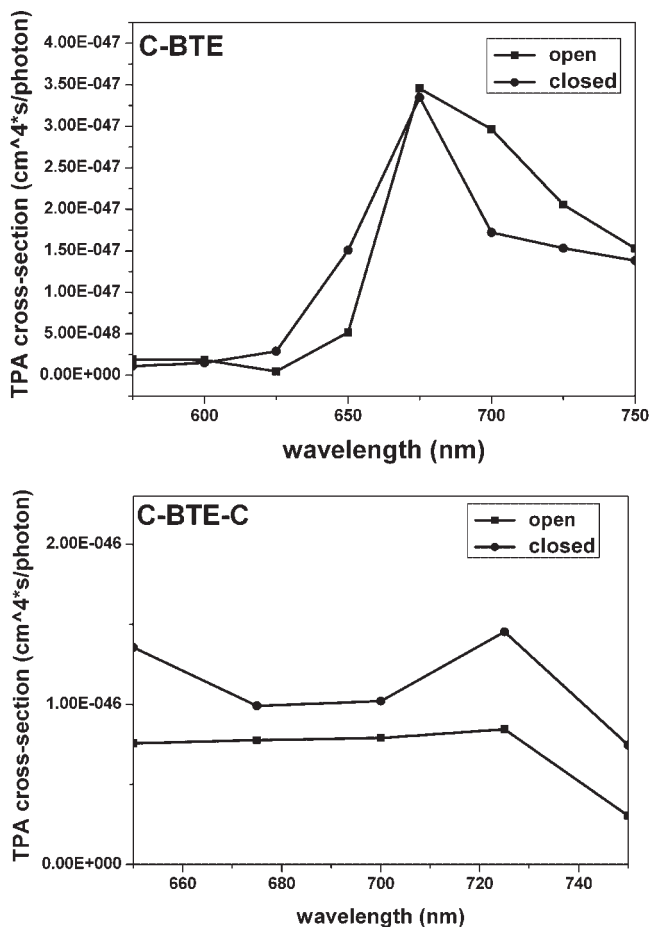 C-BTE
open
closed
TPA cross-section (cm^4*s/photon)
4.00E-047
3.50E-047
3.00E-047
2.50E-047
2.00E-047
1.50E-047
1.00E-047
5.00E-048
0.00E+000
600
650
700
750
wavelength (nm)
C-BTE-C
open
closed
TPA cross-section (cm^4*s/photon)
2.00E-046
1.00E-046
0.00E+000
660
680
700
720
740
wavelength (nm)